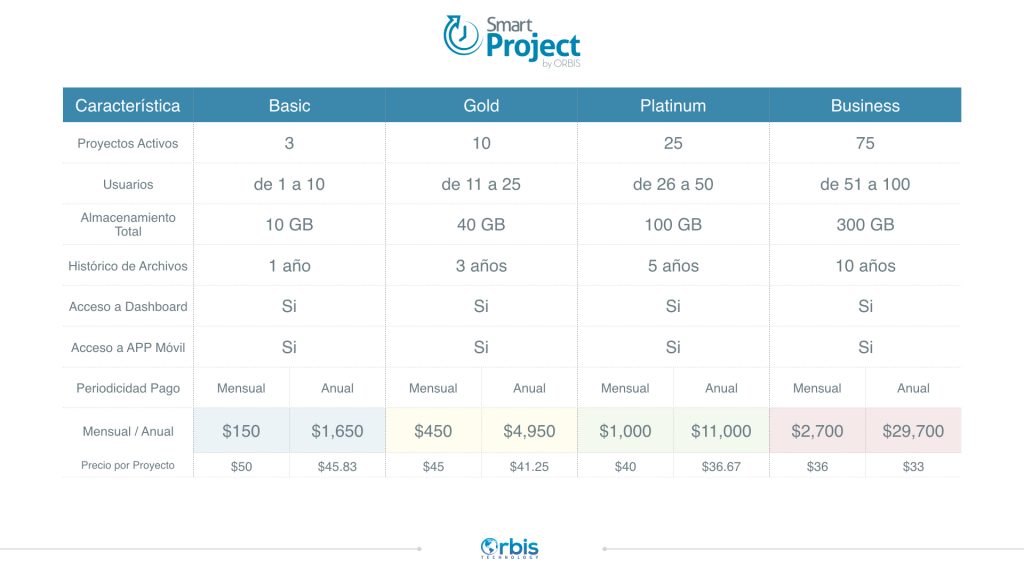 Smart
Project
by ORBIS
Característica Basic Gold Platinum Business
Proyectos Activos 3 10 25 75
Usuarios de 1 a 10 de 11 a 25 de 26 a 50 de 51 a 100
Almacenamiento
Total 10 GB 40 GB 100 GB 300 GB
Histórico de Archivos 1 año 3 años 5 años 10 años
Acceso a Dashboard Si Si Si Si
Acceso a APP Móvil Si Si Si Si
Periodicidad Pago Mensual Anual Mensual Anual Mensual Anual Mensual Anual
Mensual / Anual $150 $1,650 $450 $4,950 $1,000 $11,000 $2,700 $29,700
Precio por Proyecto $50 $45.83 $45 $41.25 $40 $36.67 $36 $33
Orbis
TECHNOLOGY